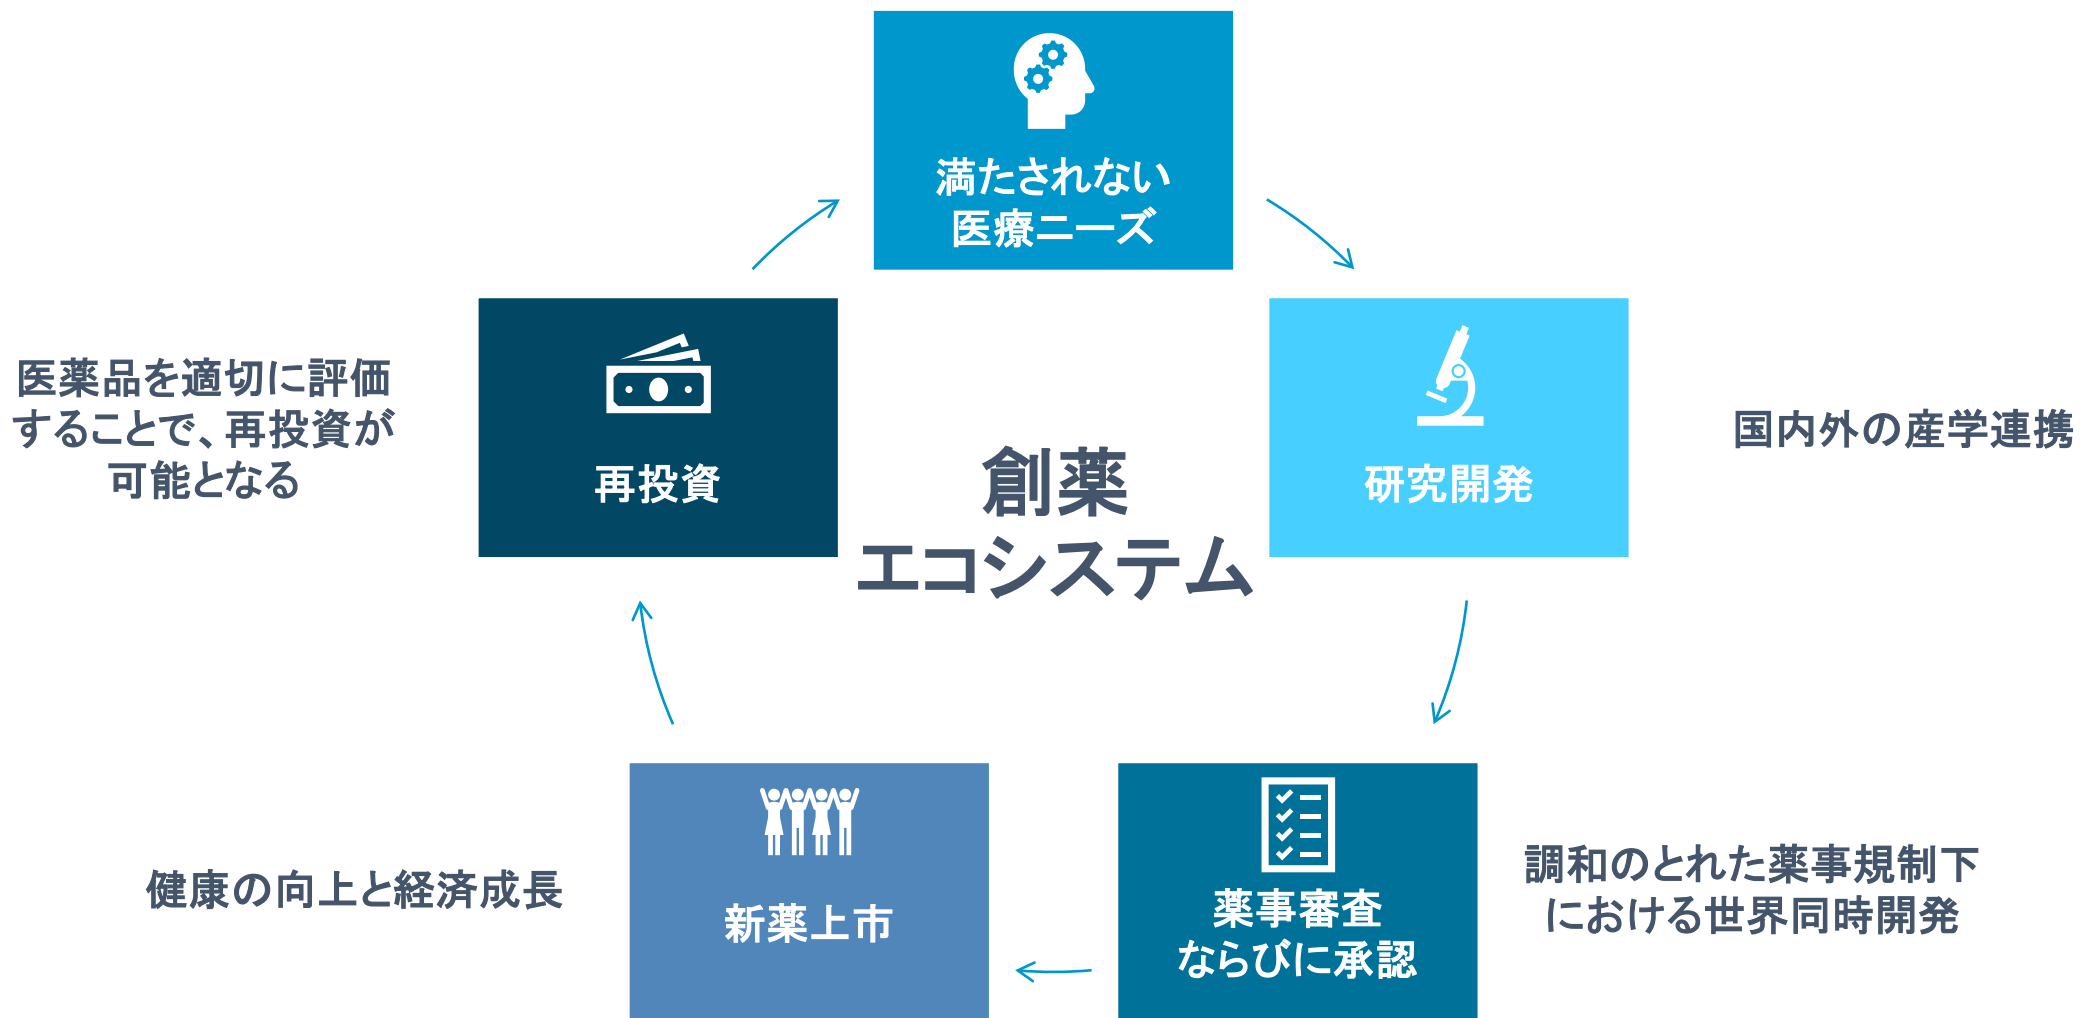 満たされない
医療ニーズ
医薬品を適切に評価
することで、再投資が
可能となる
再投資
創薬
エコシステム
研究開発
国内外の産学連携
健康の向上と経済成長
新薬上市
薬事審査
ならびに承認
調和のとれた薬事規制下
における世界同時開発